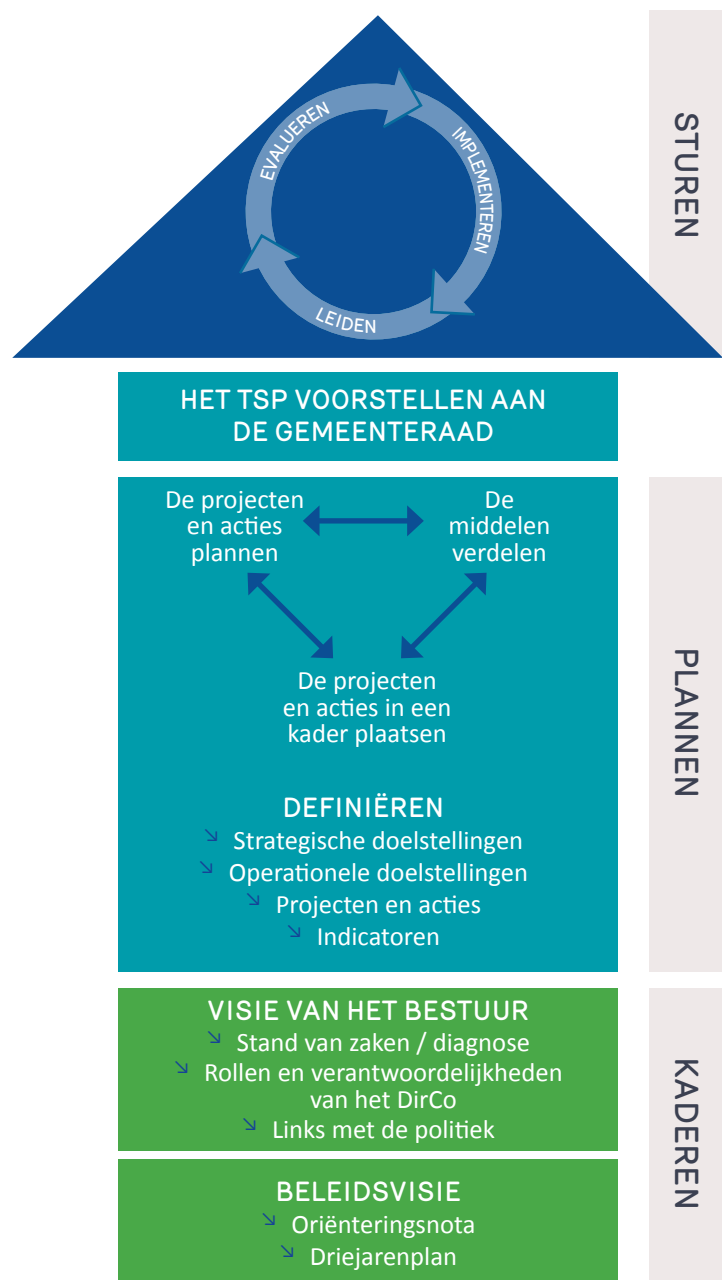 EVALUEREN
IMPLEMENTEREN
LEIDEN
STUREN
HET TSP VOORSTELLEN AAN
DE GEMEENTERAAD
De projecten
en acties
plannen
De
middelen
verdelen
De projecten
en acties in een
kader plaatsen
DEFINIËREN
↘ Strategische doelstellingen
↘ Operationele doelstellingen
↘ Projecten en acties
↘ Indicatoren
PLANNEN
VISIE VAN HET BESTUUR
↘ Stand van zaken / diagnose
↘ Rollen en verantwoordelijkheden
van het DirCo
↘ Links met de politiek
BELEIDSVISIE
↘ Oriënteringsnota
↘ Driejarenplan
KADEREN